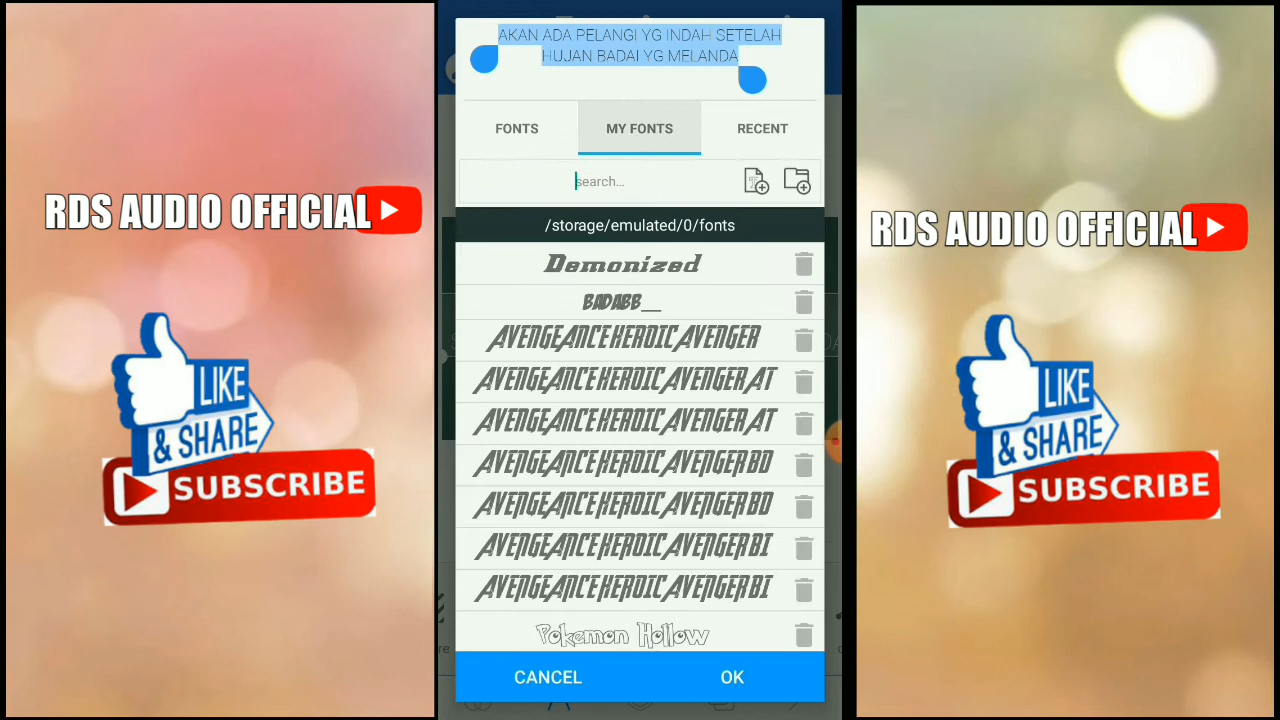 RDS AUDIO OFFICIAL
LIKE
& SHARE
SUBSCRIBE
AKAN ADA PELANGI YG INDAH SETELAH
HUJAN BADAI YG MELANDA
FONTS
MY FONTS
RECENT
search...
/storage/emulated/0/fonts
Demonized
BADABB__
AVENGEANCE HEROIC AVENGER
AVENGEANCE HEROIC AVENGER AT
AVENGEANCE HEROIC AVENGER AT
AVENGEANCE HEROIC AVENGER BD
AVENGEANCE HEROIC AVENGER BD
AVENGEANCE HEROIC AVENGER BI
AVENGEANCE HEROIC AVENGER BI
Pokemon Hollow
CANCEL
OK
RDS AUDIO OFFICIAL
LIKE
& SHARE
SUBSCRIBE